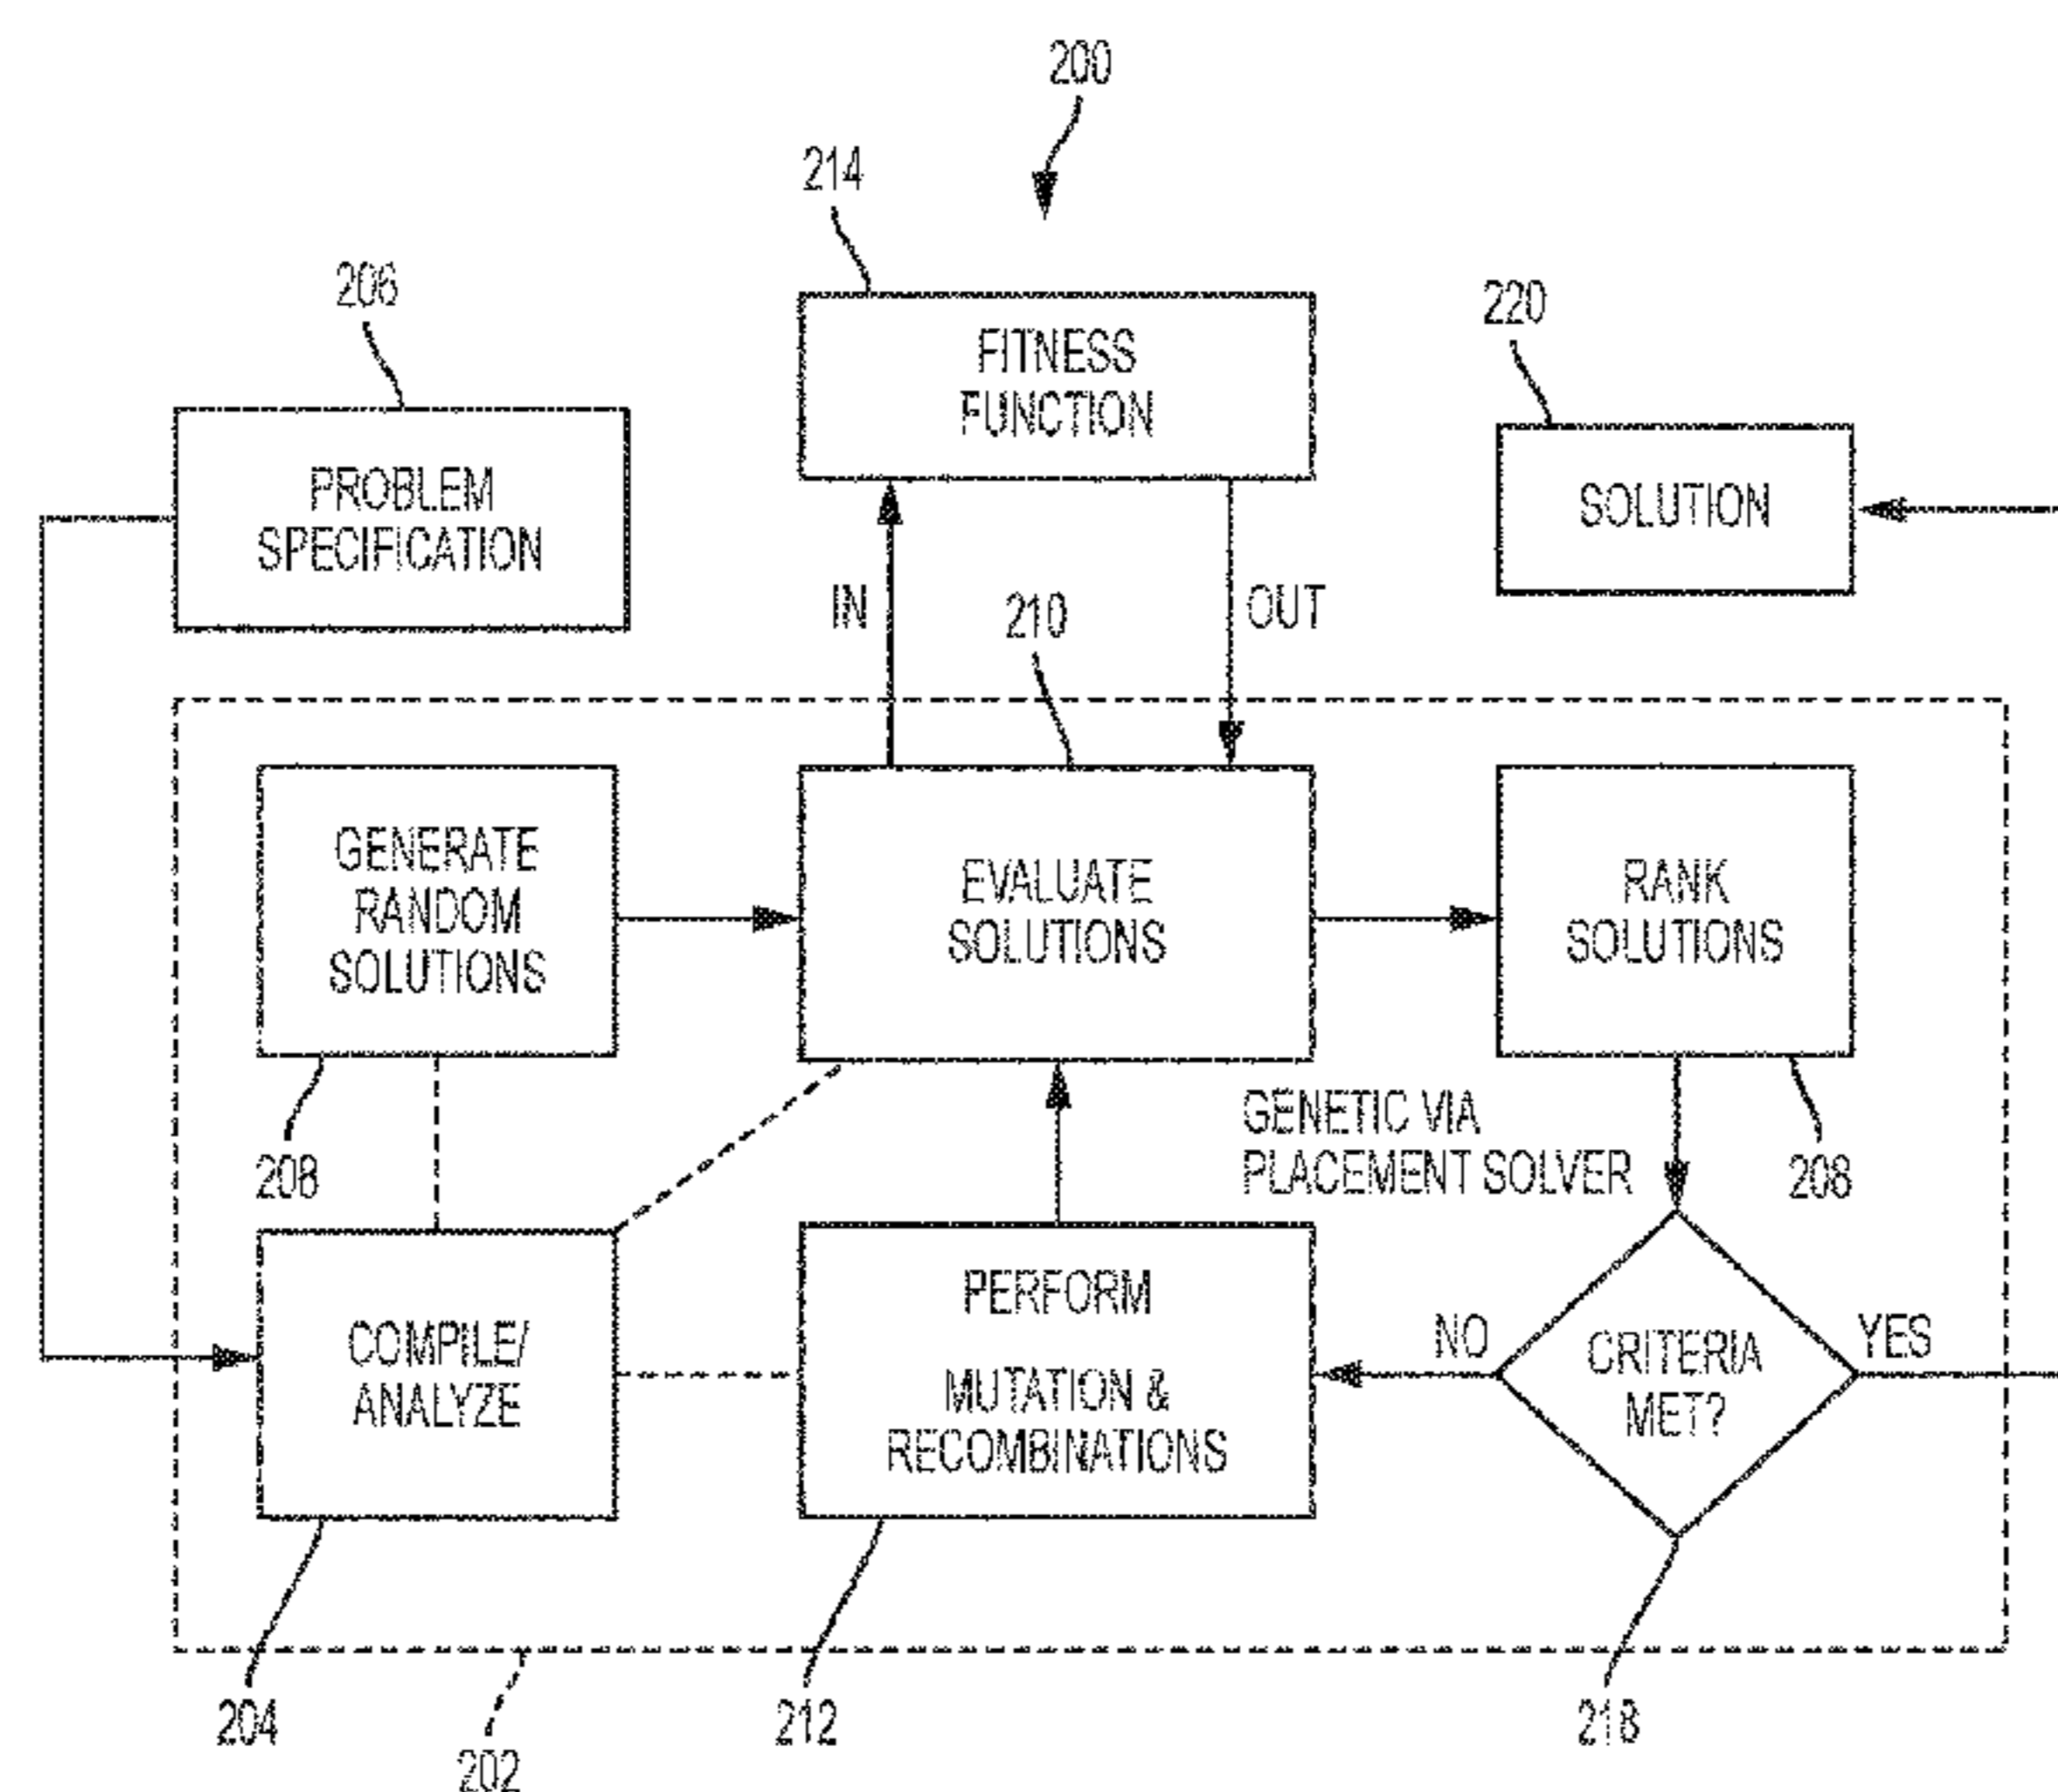 200
214
206
220
FITNESS
FUNCTION
PROBLEM
SPECIFICATION
SOLUTION
IN
210
OUT
GENERATE
RANDOM
SOLUTIONS
EVALUATE
SOLUTIONS
RANK
SOLUTIONS
208
GENETIC VIA
PLACEMENT SOLVER
208
COMPILE/
ANALYZE
PERFORM
MUTATION &
RECOMBINATIONS
NO
CRITERIA
MET?
YES
204
202
212
218